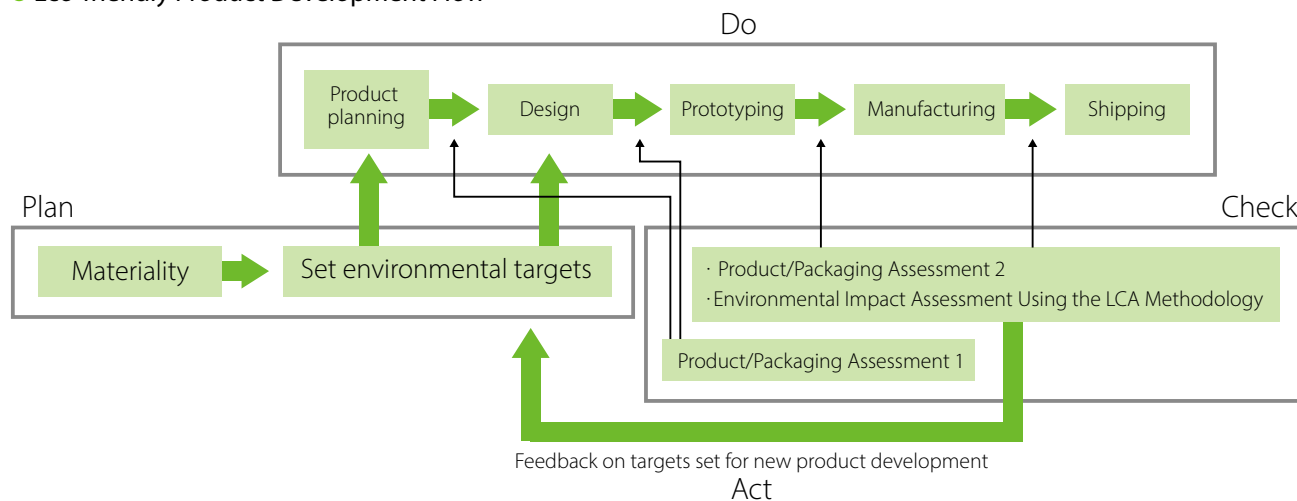 Do
Product
planning
Design
Prototyping
Manufacturing
Shipping
Plan
Check
Materiality
Set environmental targets
· Product/Packaging Assessment 2
· Environmental Impact Assessment Using the LCA Methodology
Product/Packaging Assessment 1
Feedback on targets set for new product development
Act